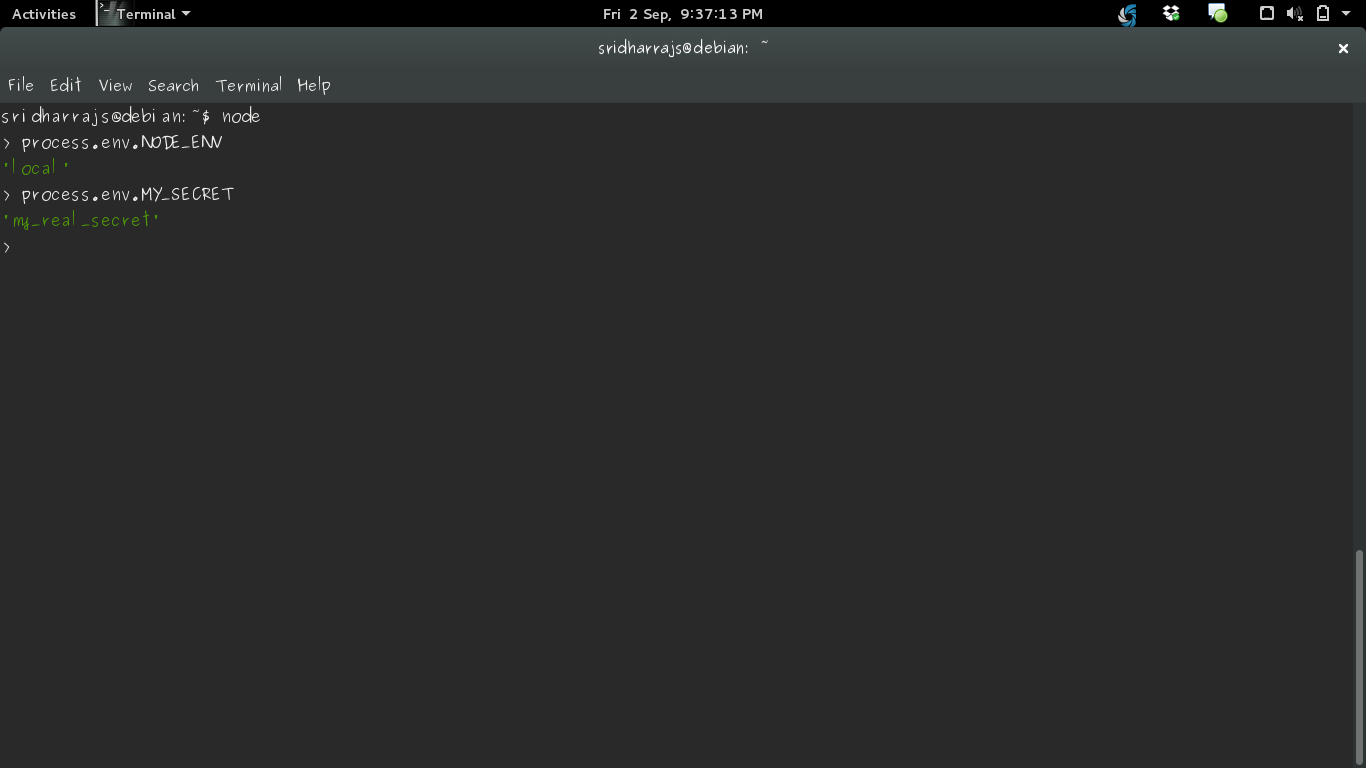 Activities Terminal Fri 2 Sep, 9:37:13 PM
sridharrajs@debian: ~
File Edit View Search Terminal Help
sridharrajs@debian:~$ node
> process.env.NODE_ENV
'local'
> process.env.MY_SECRET
'my_real_secret'
>